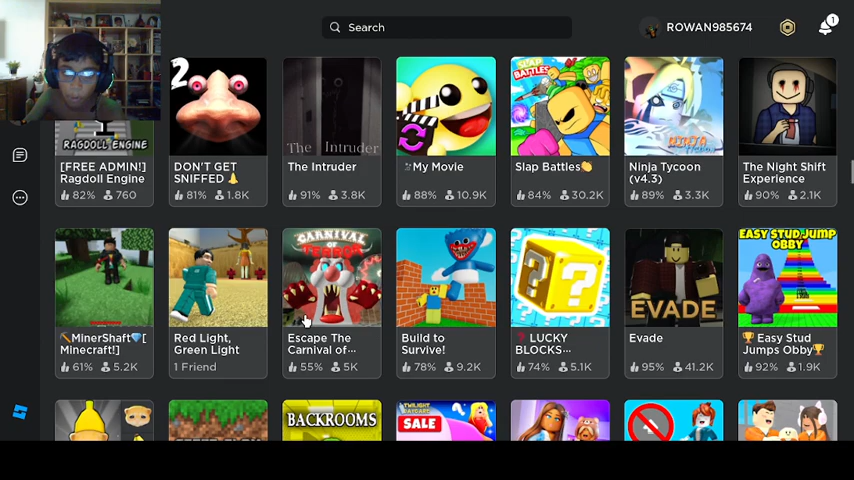 Search
ROWAN985674
1
RAGDOLL ENGINE
2
The Intruder
SLAP BATTLES
NINJA
[FREE ADMIN!] Ragdoll Engine
82% 760
DON'T GET SNIFFED
81% 1.8K
The Intruder
91% 3.8K
My Movie
88% 10.9K
Slap Battles
84% 30.2K
Ninja Tycoon (v4.3)
89% 3.3K
The Night Shift Experience
90% 2.1K
CARNIVAL OF TERROR
? ?
EVADE
EASY STUD JUMP OBBY
MinerShaft [ Minecraft!]
61% 5.2K
Red Light, Green Light
1 Friend
Escape The Carnival of...
55% 5K
Build to Survive!
78% 9.2K
LUCKY BLOCKS...
74% 5.1K
Evade
95% 41.2K
Easy Stud Jumps Obby
92% 1.9K
BACKROOMS
TWILIGHT DAYCARE
SALE